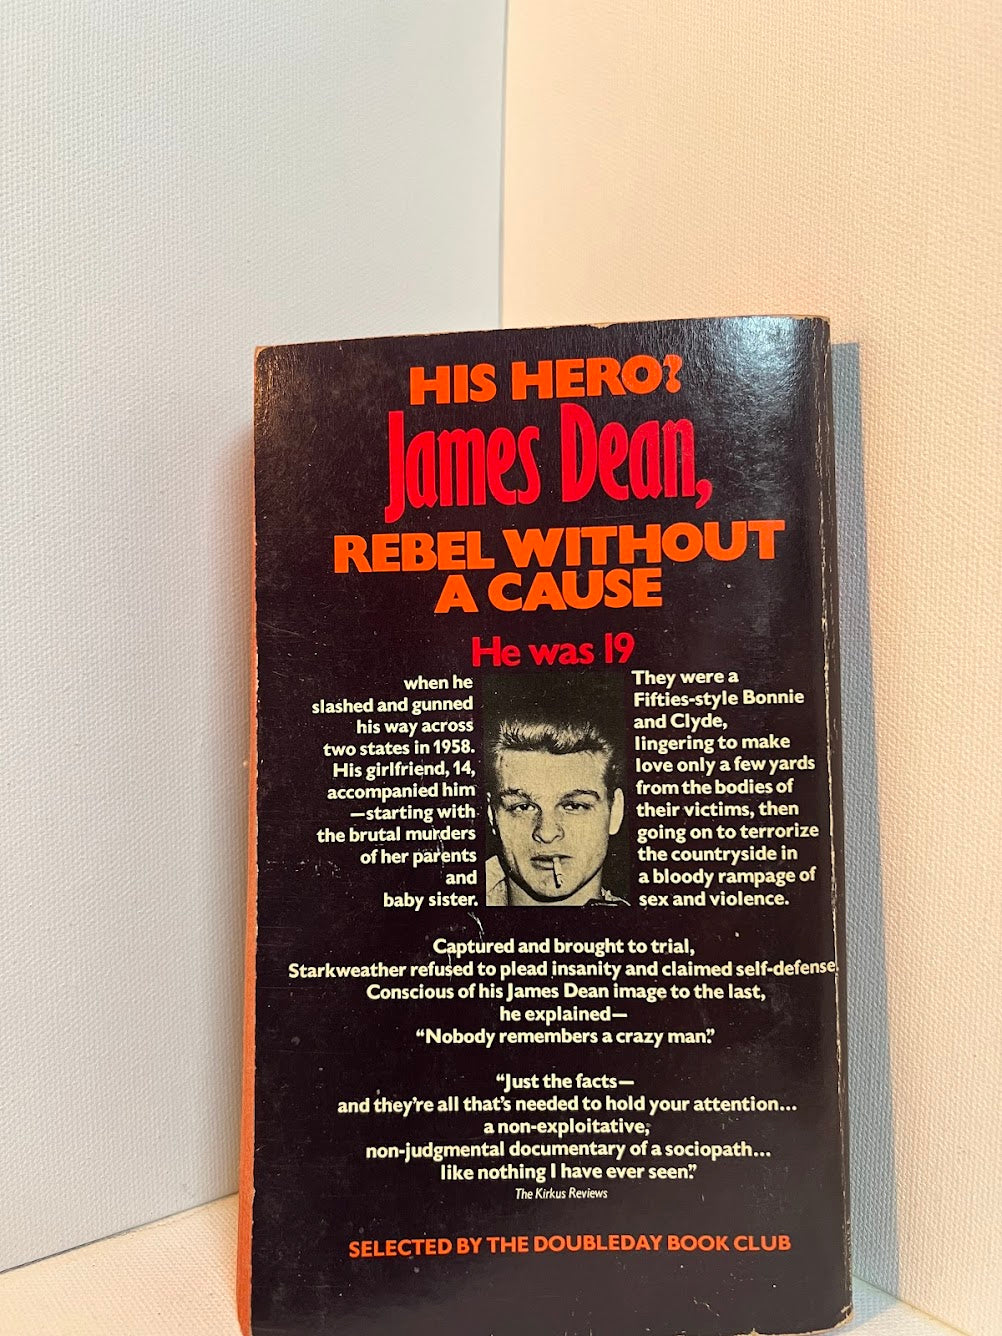 HIS HERO?
James Dean,
REBEL WITHOUT
A CAUSE
He was 19
when he
slashed and gunned
his way across
two states in 1958.
His girlfriend, 14,
accompanied him
—starting with
the brutal murders
of her parents
and
baby sister.
They were a
Fifties-style Bonnie
and Clyde,
lingering to make
love only a few yards
from the bodies of
their victims, then
going on to terrorize
the countryside in
a bloody rampage of
sex and violence.
Captured and brought to trial,
Starkweather refused to plead insanity and claimed self-defense.
Conscious of his James Dean image to the last,
he explained—
“Nobody remembers a crazy man.”
“Just the facts—
and they’re all that’s needed to hold your attention...
a non-exploitative,
non-judgmental documentary of a sociopath...
like nothing I have ever seen.”
The Kirkus Reviews
SELECTED BY THE DOUBLEDAY BOOK CLUB